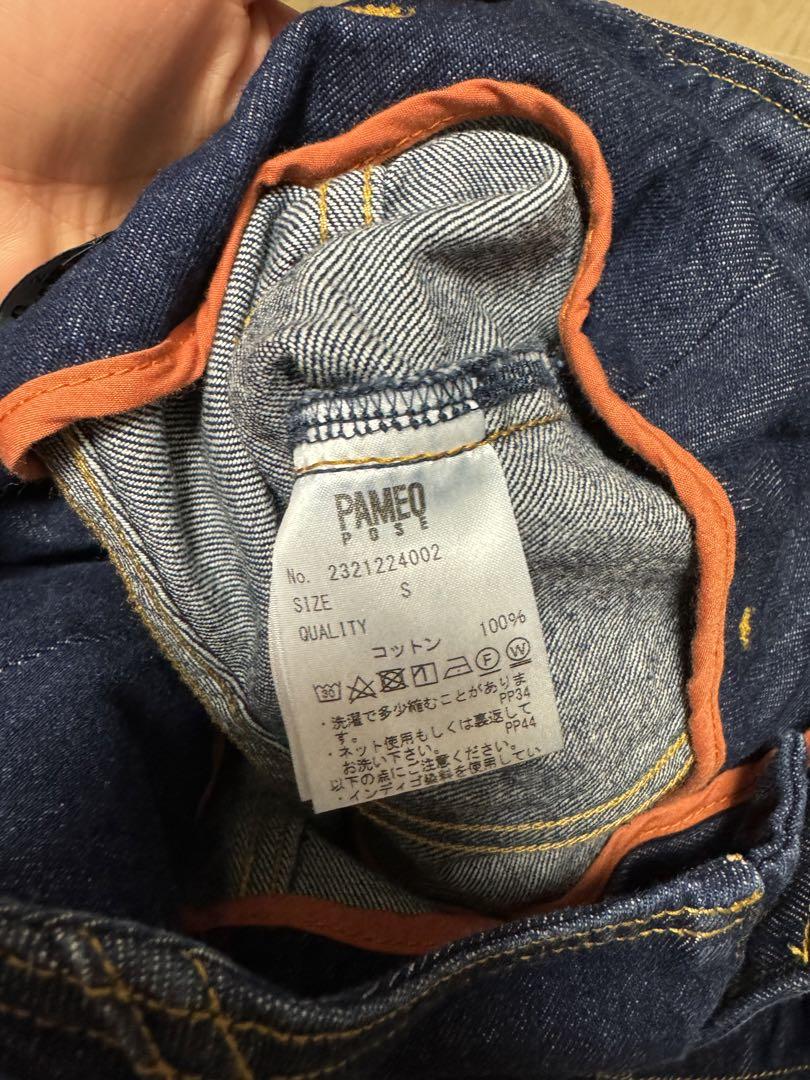 PAMEO
POSE
No. 2321224002
SIZE S
QUALITY
コットン 100%
F W
・洗濯で多少縮むことがありま
す。 PP34
・ネット使用もしくは裏返して
お洗い下さい。 PP44
以下の点にご注意ください。
・インディゴ染料を使用してい